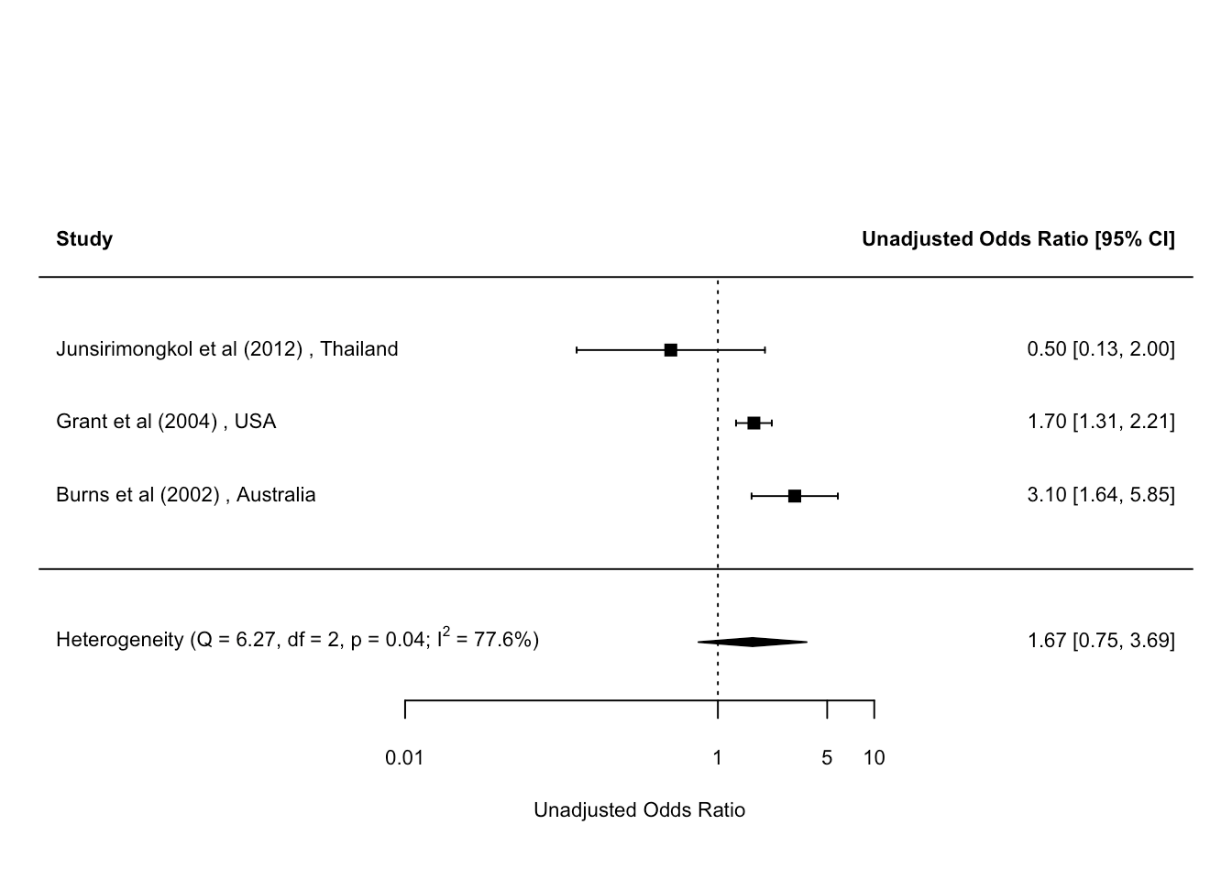 Study Unadjusted Odds Ratio [95% CI]
Junsirimongkol et al (2012) , Thailand 0.50 [0.13, 2.00]
Grant et al (2004) , USA 1.70 [1.31, 2.21]
Burns et al (2002) , Australia 3.10 [1.64, 5.85]
Heterogeneity (Q = 6.27, df = 2, p = 0.04; I² = 77.6%) 1.67 [0.75, 3.69]
0.01 1 5 10
Unadjusted Odds Ratio